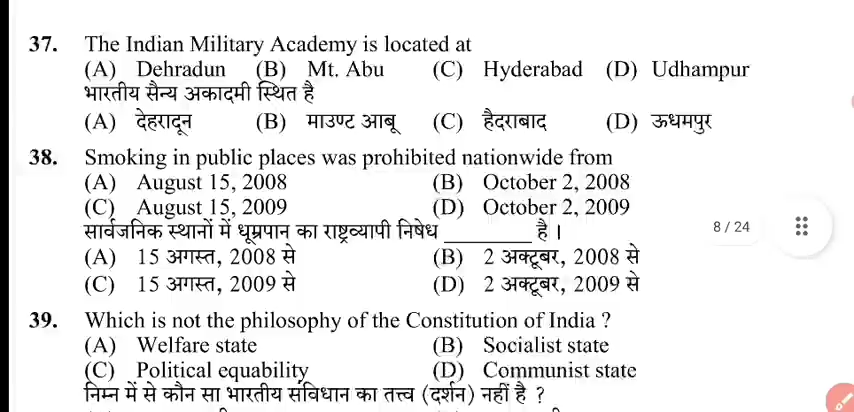 37. The Indian Military Academy is located at
(A) Dehradun (B) Mt. Abu (C) Hyderabad (D) Udhampur
भारतीय सैन्य अकादमी स्थित है
(A) देहरादून (B) माउण्ट आबू (C) हैदराबाद (D) ऊधमपुर
38. Smoking in public places was prohibited nationwide from
(A) August 15, 2008 (B) October 2, 2008
(C) August 15, 2009 (D) October 2, 2009
सार्वजनिक स्थानों में धूम्रपान का राष्ट्रव्यापी निषेध ________ है ।
8 / 24
(A) 15 अगस्त, 2008 से (B) 2 अक्टूबर, 2008 से
(C) 15 अगस्त, 2009 से (D) 2 अक्टूबर, 2009 से
39. Which is not the philosophy of the Constitution of India ?
(A) Welfare state (B) Socialist state
(C) Political equability (D) Communist state
निम्न में से कौन सा भारतीय संविधान का तत्त्व (दर्शन) नहीं है ?